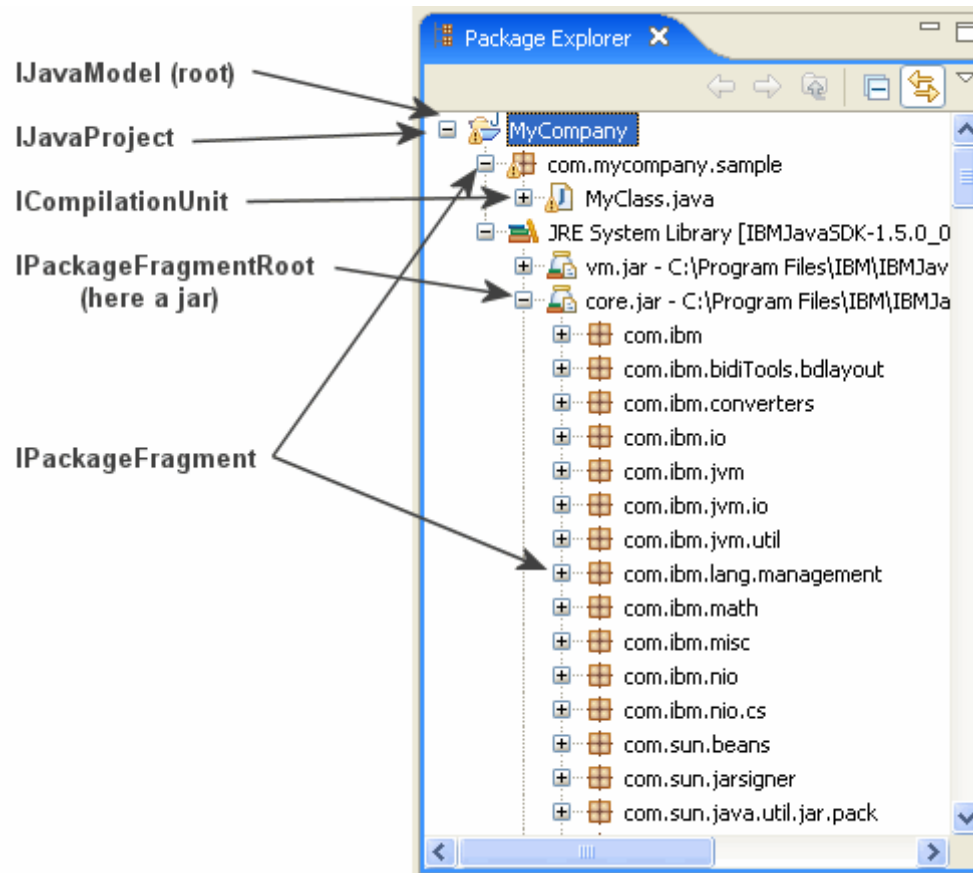 Package Explorer
IJavaModel (root)
IJavaProject
MyCompany
com.mycompany.sample
ICompilationUnit
MyClass.java
JRE System Library [IBMJavaSDK-1.5.0_0
IPackageFragmentRoot
(here a jar)
vm.jar - C:\Program Files\IBM\IBMJav
core.jar - C:\Program Files\IBM\IBMJa
com.ibm
com.ibm.bidiTools.bdlayout
com.ibm.converters
com.ibm.io
IPackageFragment
com.ibm.jvm
com.ibm.jvm.io
com.ibm.jvm.util
com.ibm.lang.management
com.ibm.math
com.ibm.misc
com.ibm.nio
com.ibm.nio.cs
com.sun.beans
com.sun.jarsigner
com.sun.java.util.jar.pack